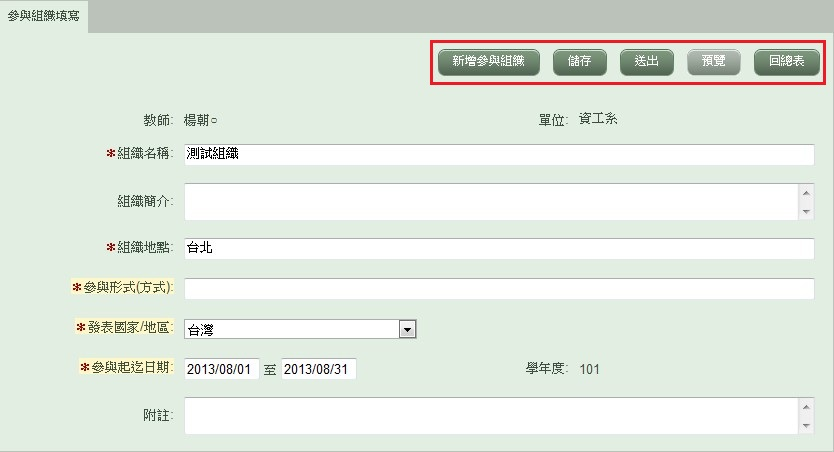 參與組織填寫
新增參與組織 儲存 送出 預覽 回總表
教師: 楊朝○ 單位: 資工系
*組織名稱: 測試組織
組織簡介:
*組織地點: 台北
*參與形式(方式):
*發表國家/地區: 台灣
*參與起迄日期: 2013/08/01 至 2013/08/31 學年度: 101
附註: